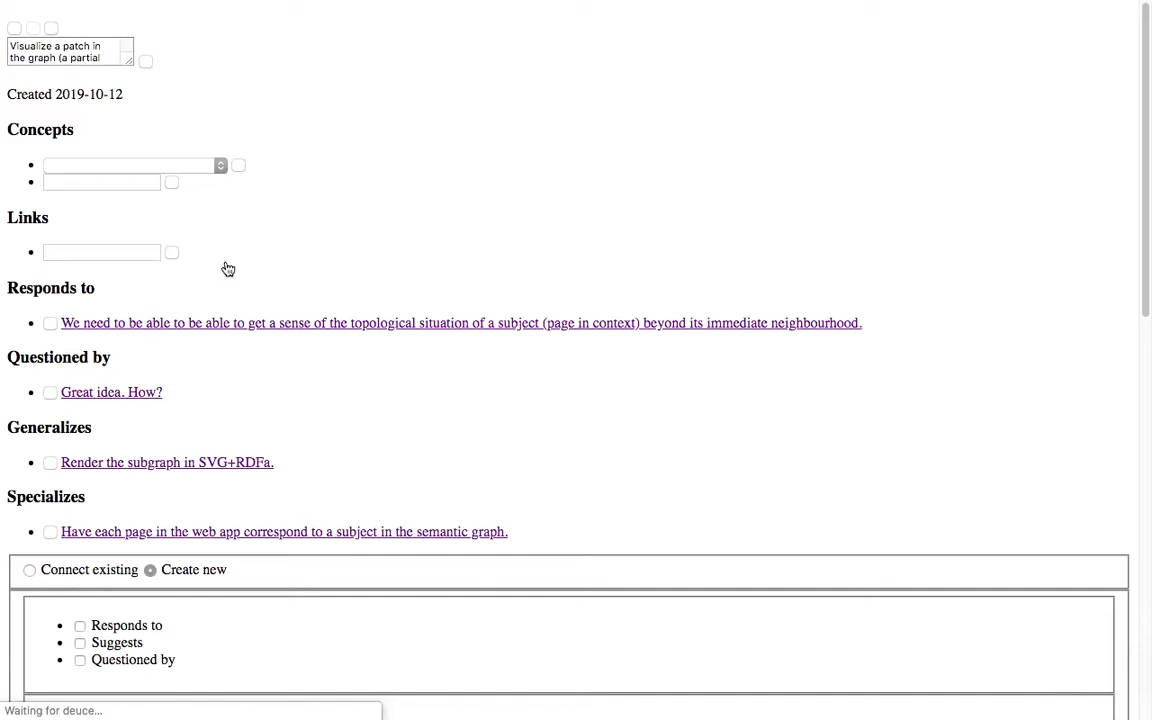 Visualize a patch in
the graph (a partial
Created 2019-10-12
Concepts
Links
Responds to
We need to be able to be able to get a sense of the topological situation of a subject (page in context) beyond its immediate neighbourhood.
Questioned by
Great idea. How?
Generalizes
Render the subgraph in SVG+RDFa.
Specializes
Have each page in the web app correspond to a subject in the semantic graph.
Connect existing Create new
Responds to
Suggests
Questioned by
Waiting for deuce...